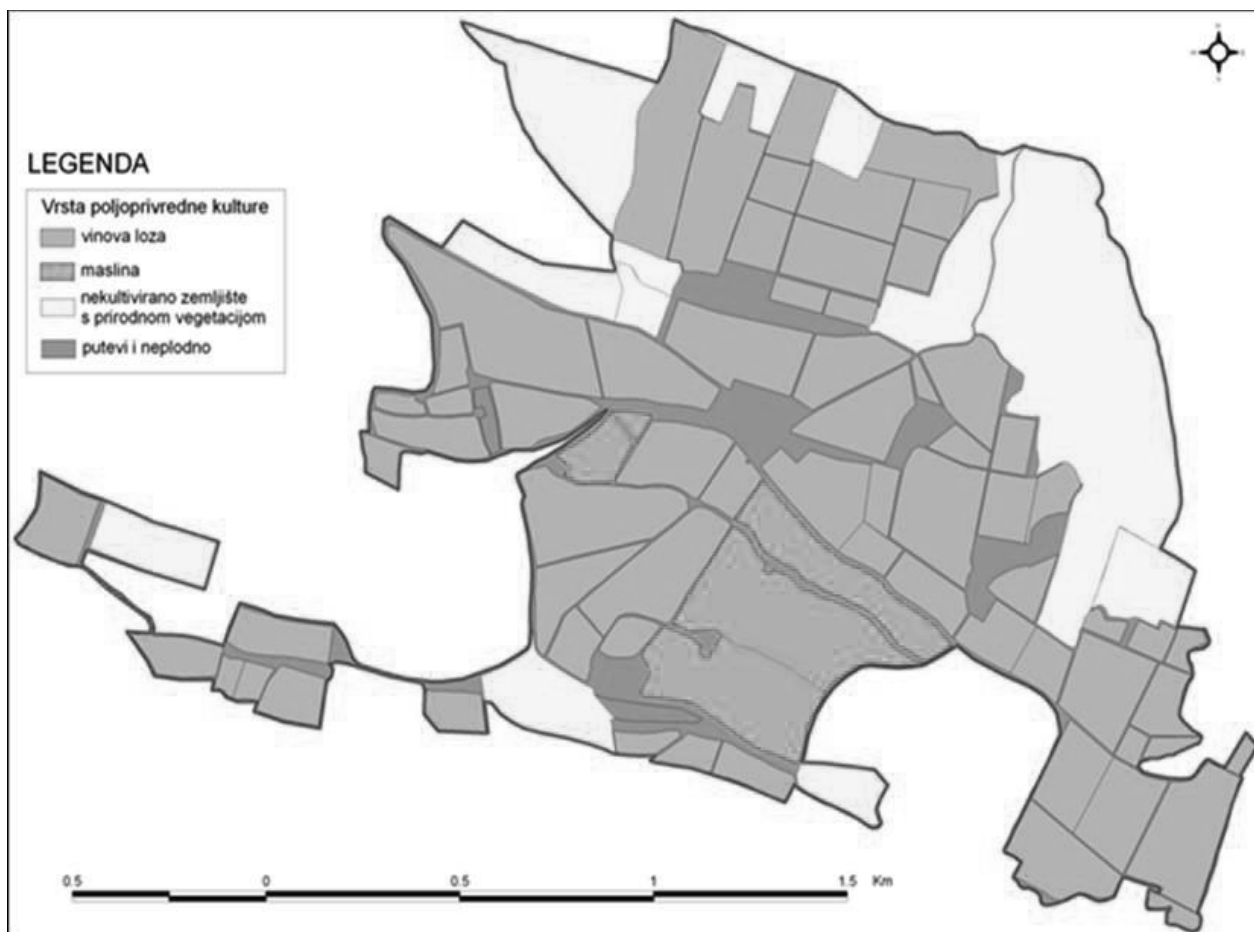 LEGENDA
Vrsta poljoprivredne kulture
vinova loza
maslina
nekultivirano zemljište
s prirodnom vegetacijom
putevi i neplodno
0.5 0 0.5 1 1.5 Km